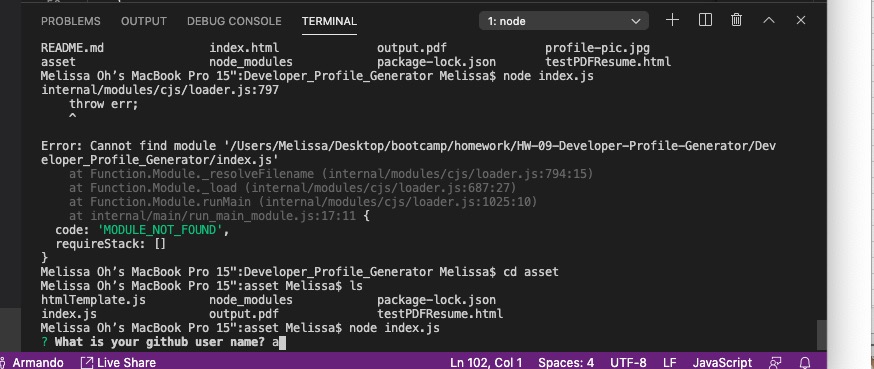 PROBLEMS OUTPUT DEBUG CONSOLE TERMINAL 1: node
README.md index.html output.pdf profile-pic.jpg
asset node_modules package-lock.json testPDFResume.html
Melissa Oh’s MacBook Pro 15":Developer_Profile_Generator Melissa$ node index.js
internal/modules/cjs/loader.js:797
throw err;
^
Error: Cannot find module '/Users/Melissa/Desktop/bootcamp/homework/HW-09-Developer-Profile-Generator/Dev
eloper_Profile_Generator/index.js'
at Function.Module._resolveFilename (internal/modules/cjs/loader.js:794:15)
at Function.Module._load (internal/modules/cjs/loader.js:687:27)
at Function.Module.runMain (internal/modules/cjs/loader.js:1025:10)
at internal/main/run_main_module.js:17:11 {
code: 'MODULE_NOT_FOUND',
requireStack: []
}
Melissa Oh’s MacBook Pro 15":Developer_Profile_Generator Melissa$ cd asset
Melissa Oh’s MacBook Pro 15":asset Melissa$ ls
htmlTemplate.js node_modules package-lock.json
index.js output.pdf testPDFResume.html
Melissa Oh’s MacBook Pro 15":asset Melissa$ node index.js
? What is your github user name? a
Armando Live Share Ln 102, Col 1 Spaces: 4 UTF-8 LF JavaScript